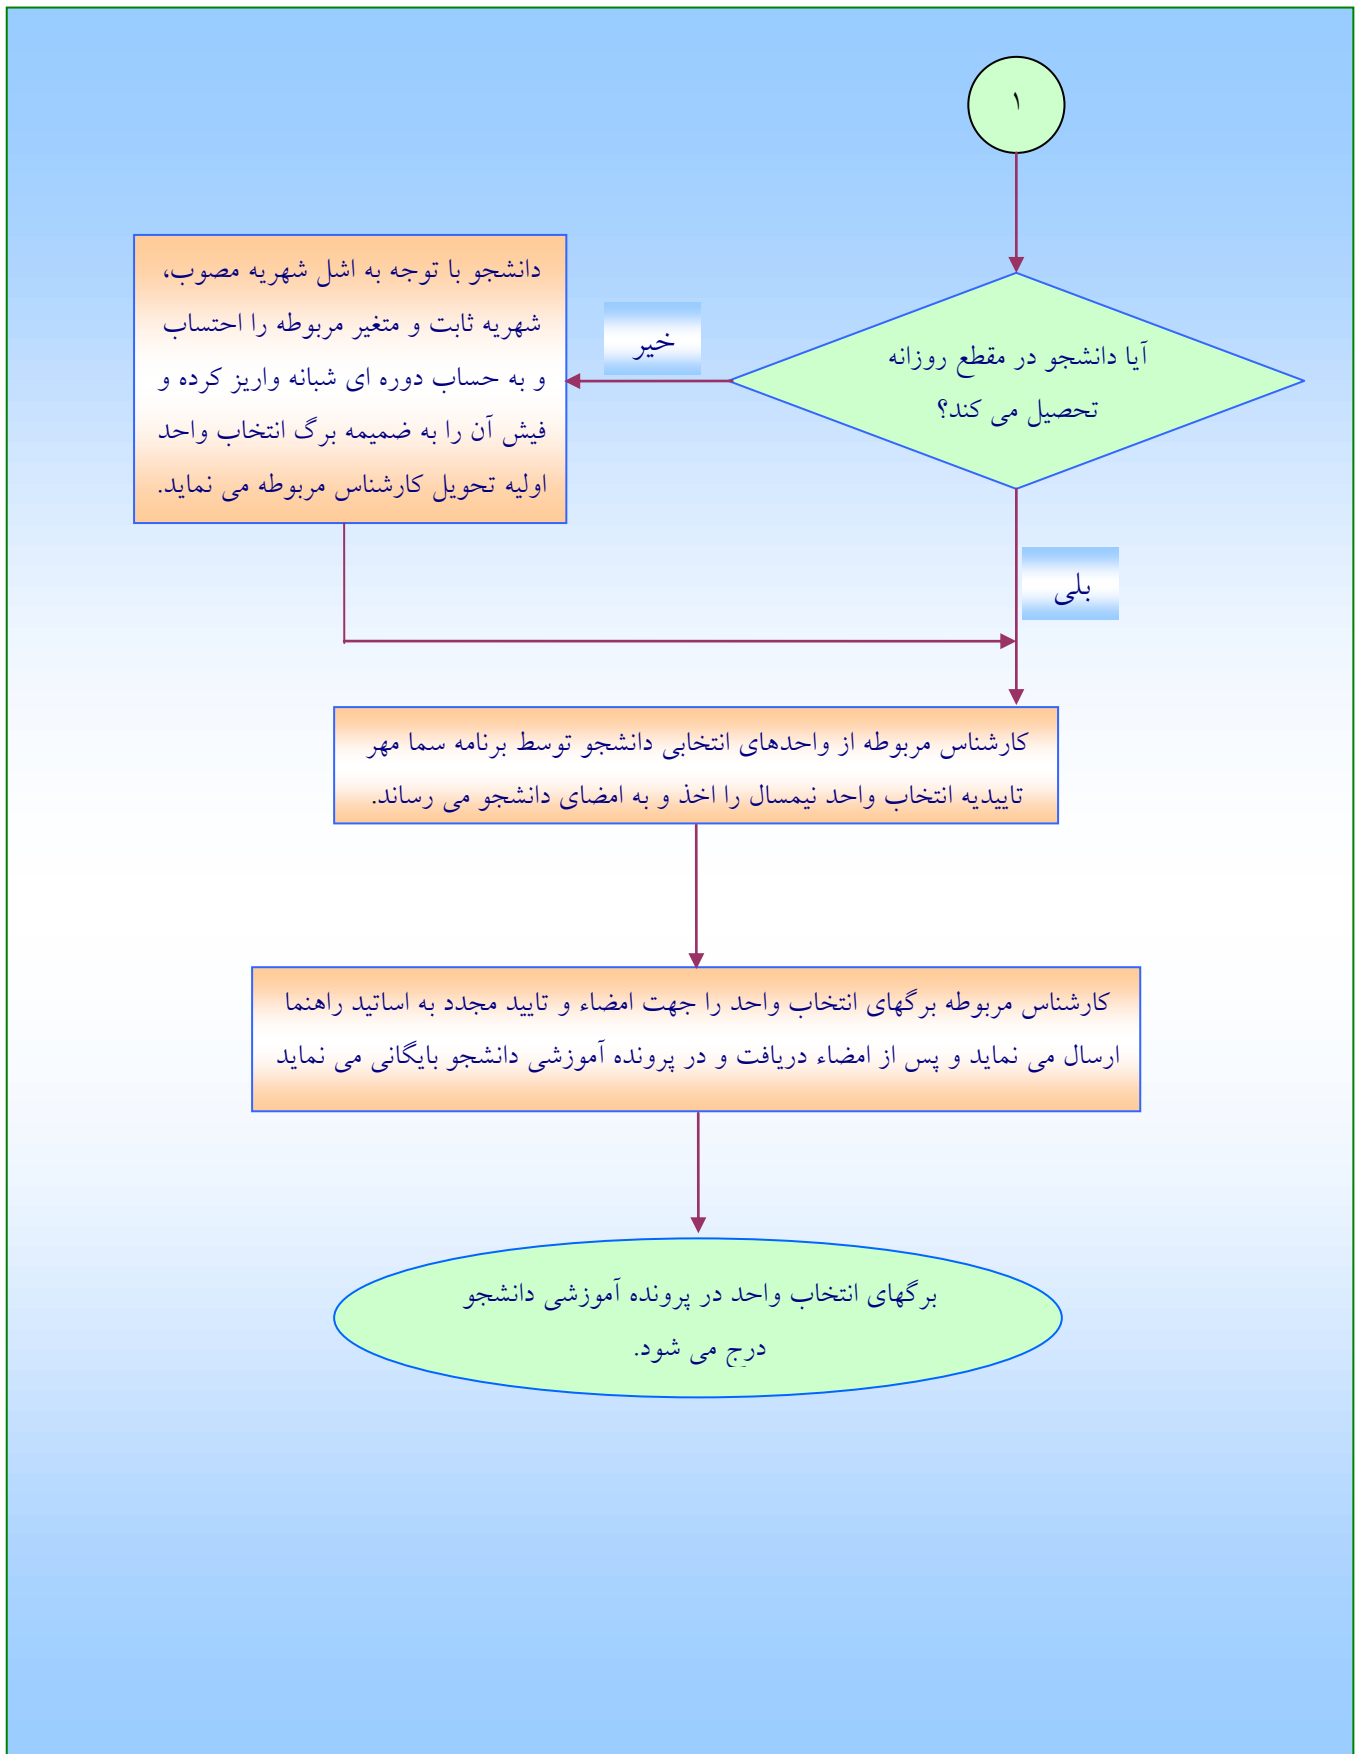 ۱
آیا دانشجو در مقطع روزانه
تحصیل می کند؟
خیر
دانشجو با توجه به اشل شهریه مصوب،
شهریه ثابت و متغیر مربوطه را احتساب
و به حساب دوره ای شبانه واریز کرده و
فیش آن را به ضمیمه برگ انتخاب واحد
اولیه تحویل کارشناس مربوطه می نماید.
بلی
کارشناس مربوطه از واحدهای انتخابی دانشجو توسط برنامه سما مهر
تاییدیه انتخاب واحد نیمسال را اخذ و به امضای دانشجو می رساند.
کارشناس مربوطه برگهای انتخاب واحد را جهت امضاء و تایید مجدد به اساتید راهنما
ارسال می نماید و پس از امضاء دریافت و در پرونده آموزشی دانشجو بایگانی می نماید
برگهای انتخاب واحد در پرونده آموزشی دانشجو
درج می شود.